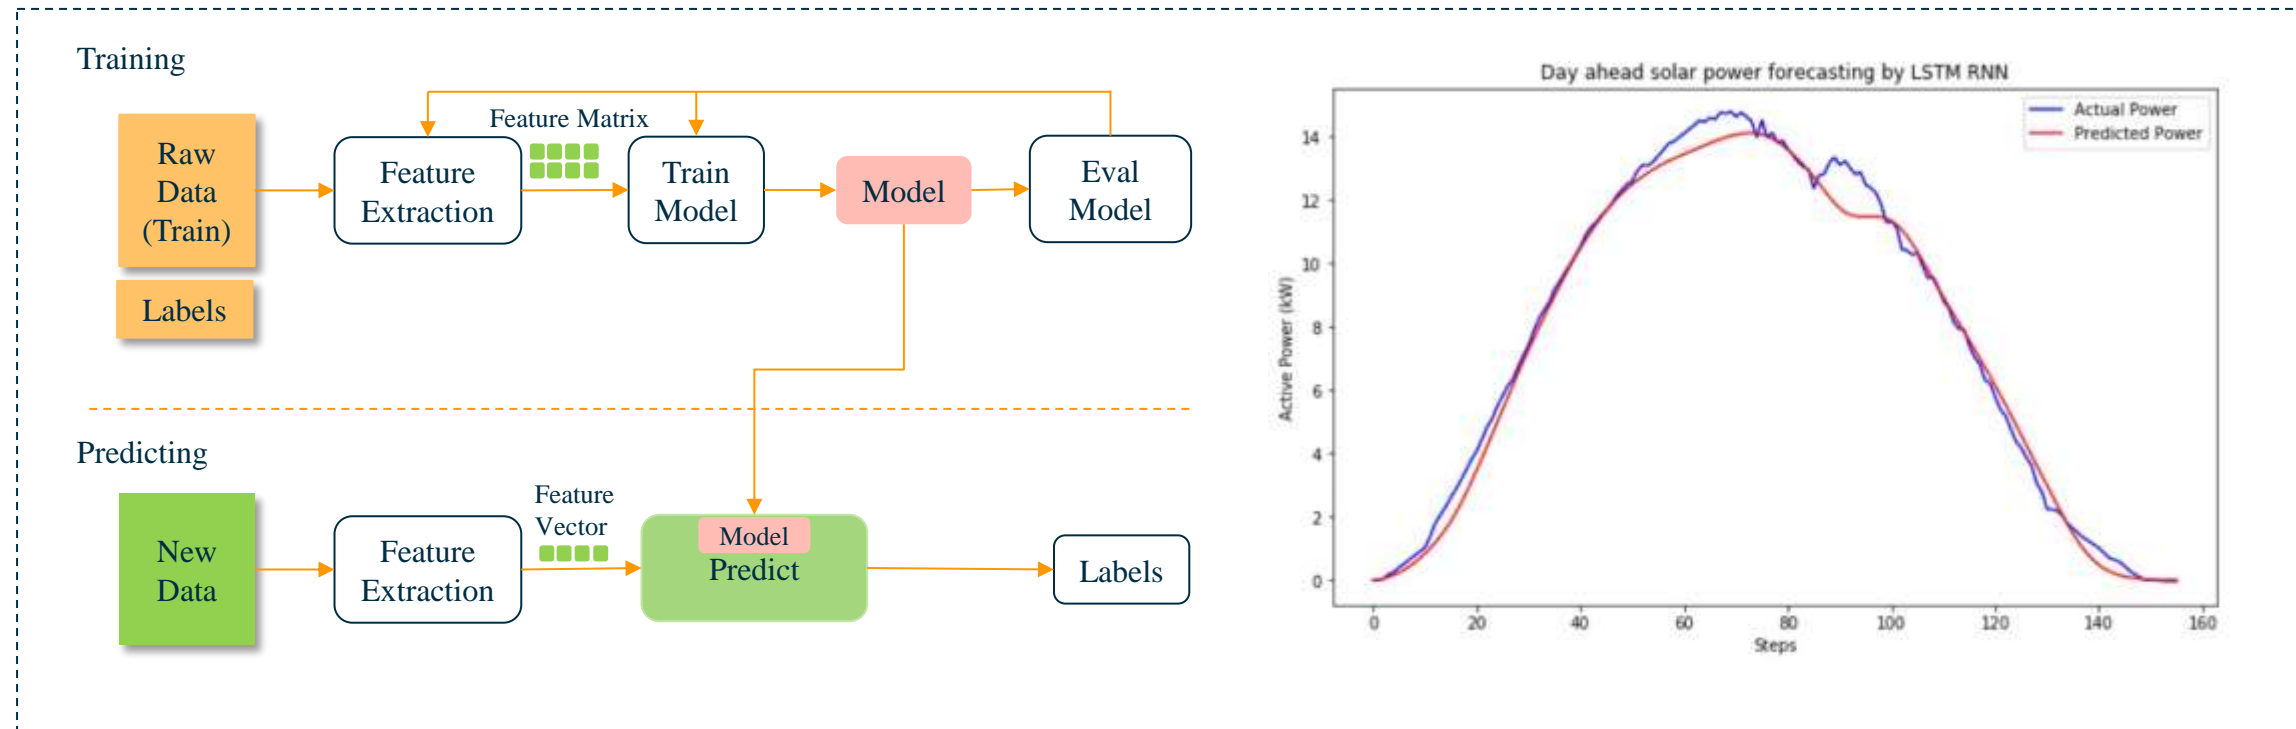 Training
Raw
Data
(Train)
Labels
Feature
Extraction
Feature Matrix
Train
Model
Model
Eval
Model
Predicting
New
Data
Feature
Extraction
Feature
Vector
Model
Predict
Labels
Day ahead solar power forecasting by LSTM RNN
Actual Power
Predicted Power
Active Power (kW)
14
12
10
8
6
4
2
0
0 20 40 60 80 100 120 140 160
Steps